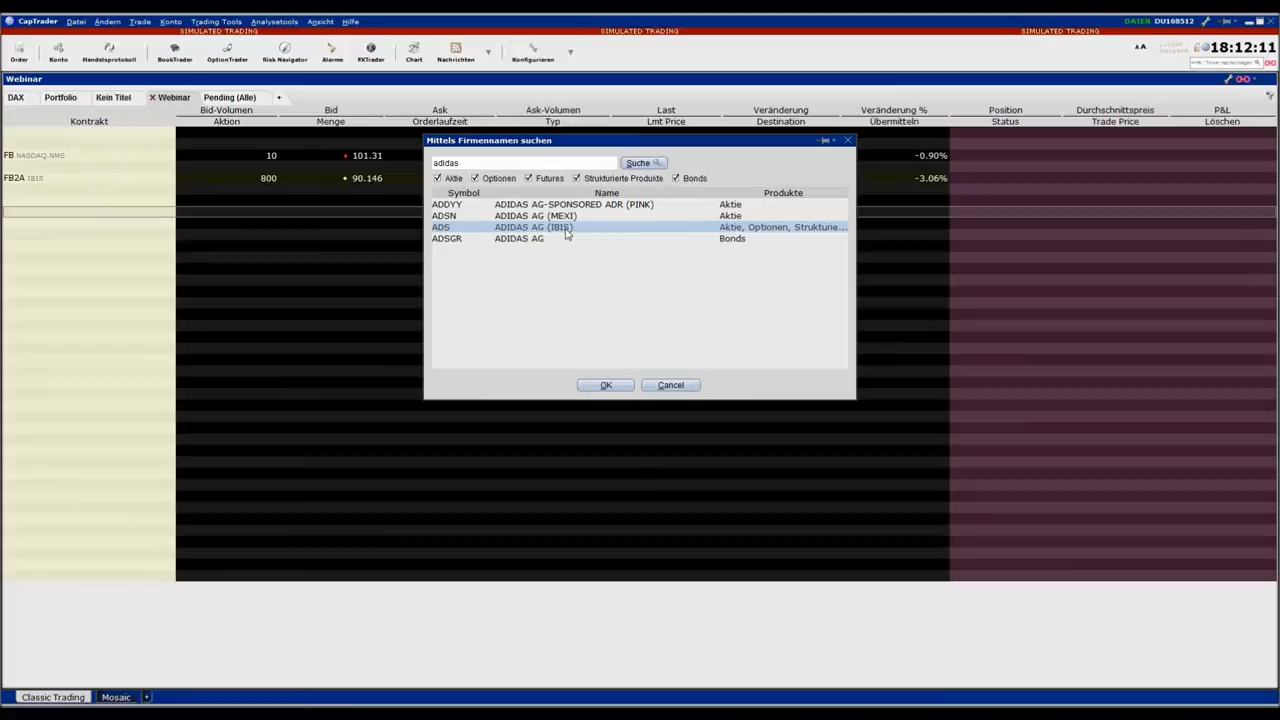 CapTrader Datei Ändern Trade Konto Trading Tools Analysetools Ansicht Hilfe DATEN DU168512
SIMULATED TRADING SIMULATED TRADING SIMULATED TRADING
Order Konto Handelsprotokoll BookTrader OptionTrader Risk Navigator Alarme FXTrader Chart Nachrichten Konfigurieren AA 18:12:11
Webinar
DAX Portfolio Kein Titel X Webinar Pending (Alle) +
Bid-Volumen Bid Ask Ask-Volumen Last Veränderung Veränderung % Position Durchschnittspreis P&L
Kontrakt Aktion Menge Orderlaufzeit Typ Lmt Price Destination Übermitteln Status Trade Price Löschen
FB NASDAQ.NMS 10 101.31 -0.90%
FB2A IBIS 800 90.146 -3.06%
Mittels Firmennamen suchen
adidas Suche
Aktie Optionen Futures Strukturierte Produkte Bonds
Symbol Name Produkte
ADDYY ADIDAS AG-SPONSORED ADR (PINK) Aktie
ADSN ADIDAS AG (MEXI) Aktie
ADS ADIDAS AG (IBIS) Aktie, Optionen, Strukturie...
ADSGR ADIDAS AG Bonds
OK Cancel
Classic Trading Mosaic +